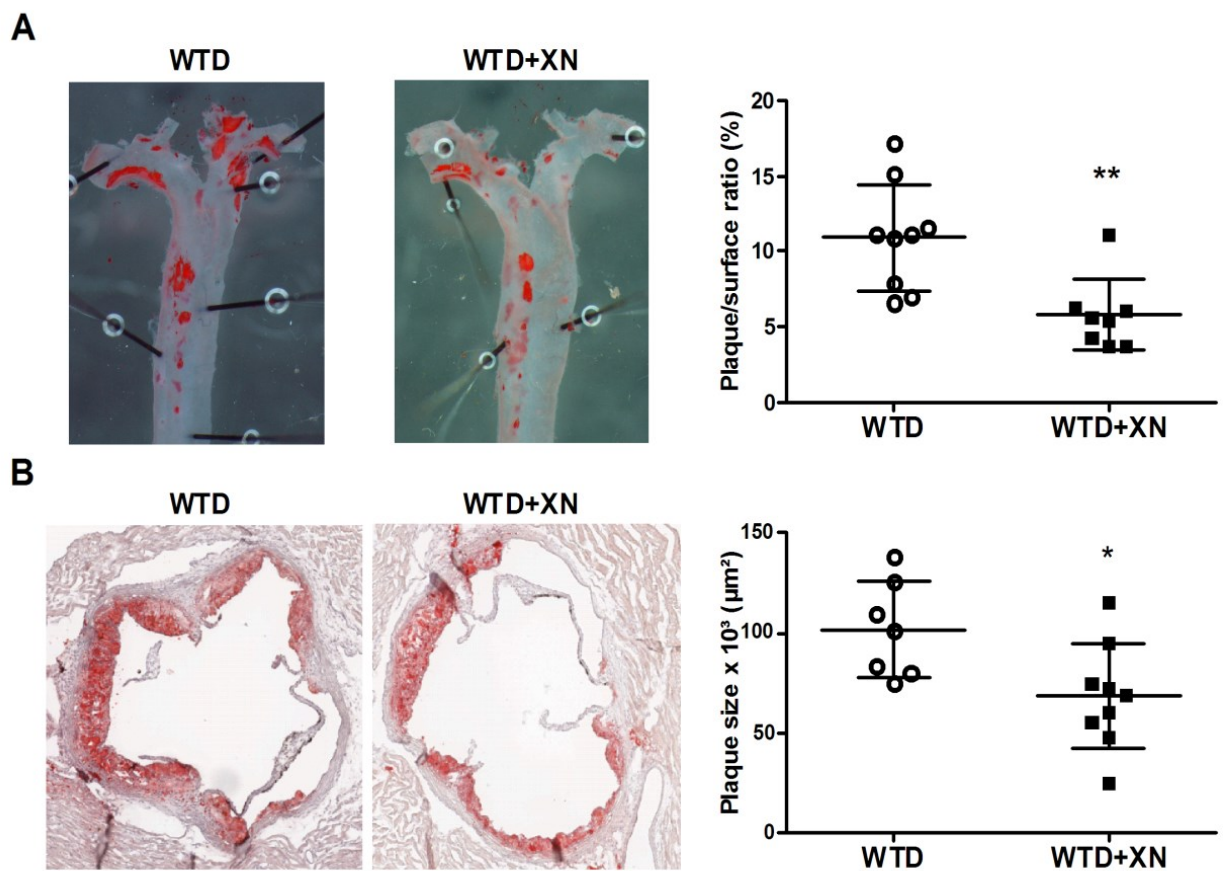 A
WTD
WTD+XN
Plaque/surface ratio (%)
20
15
10
5
0
**
WTD
WTD+XN
B
WTD
WTD+XN
Plaque size x 10³ (µm²)
150
100
50
0
*
WTD
WTD+XN